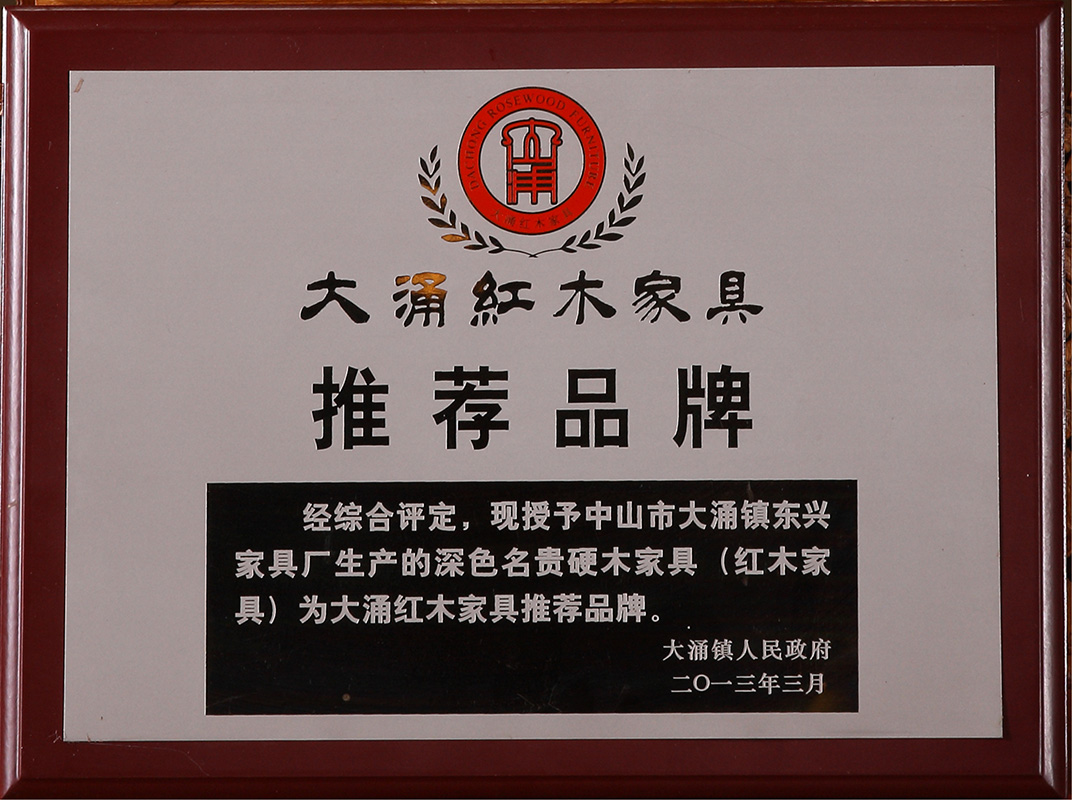 DACHONG ROSEWOOD FURNITURE
大涌红木家具
大涌紅木家具
推荐品牌
经综合评定，现授予中山市大涌镇东兴
家具厂生产的深色名贵硬木家具（红木家
具）为大涌红木家具推荐品牌。
大涌镇人民政府
二〇一三年三月